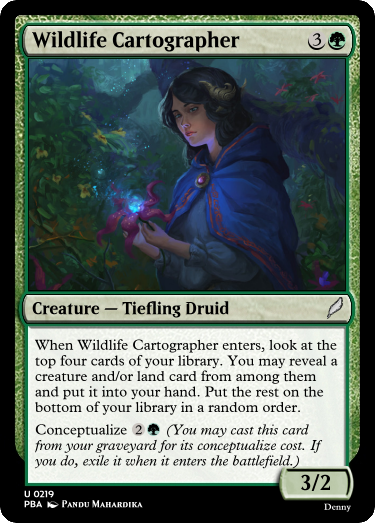 Wildlife Cartographer 3
Creature — Tiefling Druid
When Wildlife Cartographer enters, look at the
top four cards of your library. You may reveal a
creature and/or land card from among them
and put it into your hand. Put the rest on the
bottom of your library in a random order.
Conceptualize 2 (You may cast this
card from your graveyard for its conceptualize cost. If
you do, exile it when it enters the battlefield.)
3/2
U 0219
PBA Pandu Mahardika
Denny